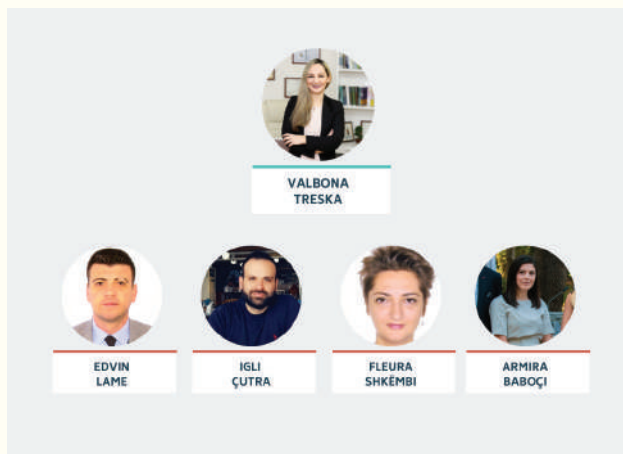 VALBONA
TRESKA
EDVIN
LAME
IGLI
ÇUTRA
FLEURA
SHKËMBI
ARMIRA
BABOÇI